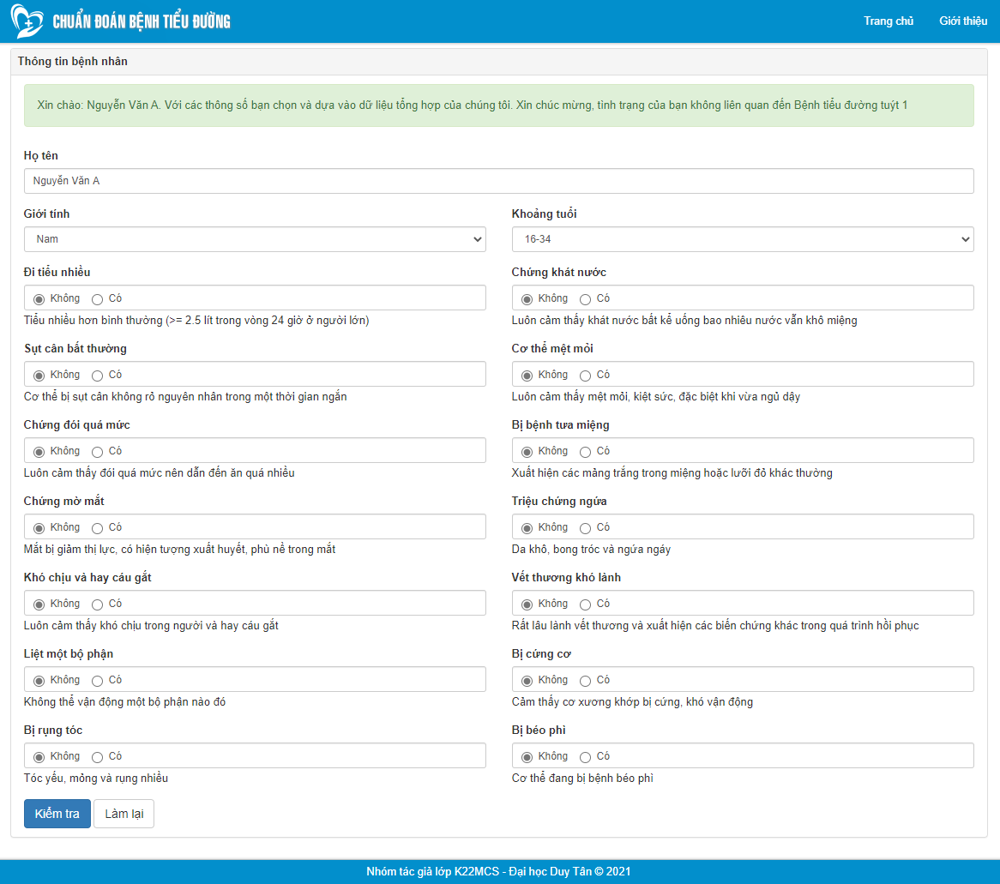 CHUẨN ĐOÁN BỆNH TIỂU ĐƯỜNG
Trang chủ Giới thiệu
Thông tin bệnh nhân
Xin chào: Nguyễn Văn A. Với các thông số bạn chọn và dựa vào dữ liệu tổng hợp của chúng tôi. Xin chúc mừng, tình trạng của bạn không liên quan đến Bệnh tiểu đường tuýt 1
Họ tên
Nguyễn Văn A
Giới tính Khoảng tuổi
Nam 16-34
Đi tiểu nhiều Chứng khát nước
Không Có Không Có
Tiểu nhiều hơn bình thường (>= 2.5 lít trong vòng 24 giờ ở người lớn) Luôn cảm thấy khát nước bất kể uống bao nhiêu nước vẫn khô miệng
Sụt cân bất thường Cơ thể mệt mỏi
Không Có Không Có
Cơ thể bị sụt cân không rỏ nguyên nhân trong một thời gian ngắn Luôn cảm thấy mệt mỏi, kiệt sức, đặc biệt khi vừa ngủ dậy
Chứng đói quá mức Bị bệnh tưa miệng
Không Có Không Có
Luôn cảm thấy đói quá mức nên dẫn đến ăn quá nhiều Xuất hiện các mảng trắng trong miệng hoặc lưỡi đỏ khác thường
Chứng mờ mắt Triệu chứng ngứa
Không Có Không Có
Mắt bị giảm thị lực, có hiện tượng xuất huyết, phù nề trong mắt Da khô, bong tróc và ngứa ngáy
Khó chịu và hay cáu gắt Vết thương khó lành
Không Có Không Có
Luôn cảm thấy khó chịu trong người và hay cáu gắt Rất lâu lành vết thương và xuất hiện các biến chứng khác trong quá trình hồi phục
Liệt một bộ phận Bị cứng cơ
Không Có Không Có
Không thể vận động một bộ phận nào đó Cảm thấy cơ xương khớp bị cứng, khó vận động
Bị rụng tóc Bị béo phì
Không Có Không Có
Tóc yếu, mỏng và rụng nhiều Cơ thể đang bị bệnh béo phì
Kiểm tra Làm lại
Nhóm tác giả lớp K22MCS - Đại học Duy Tân © 2021